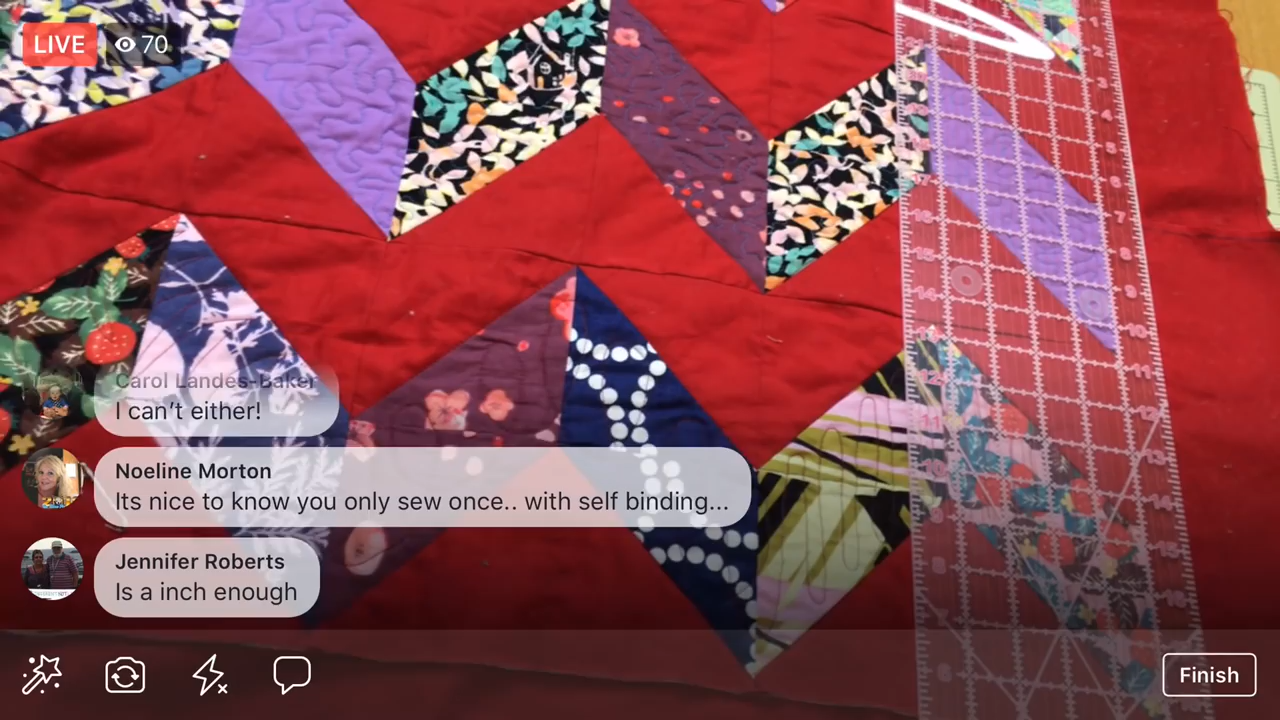 LIVE
70
Carol Landes-Baker
I can't either!
Noeline Morton
Its nice to know you only sew once.. with self binding...
Jennifer Roberts
Is a inch enough
Finish